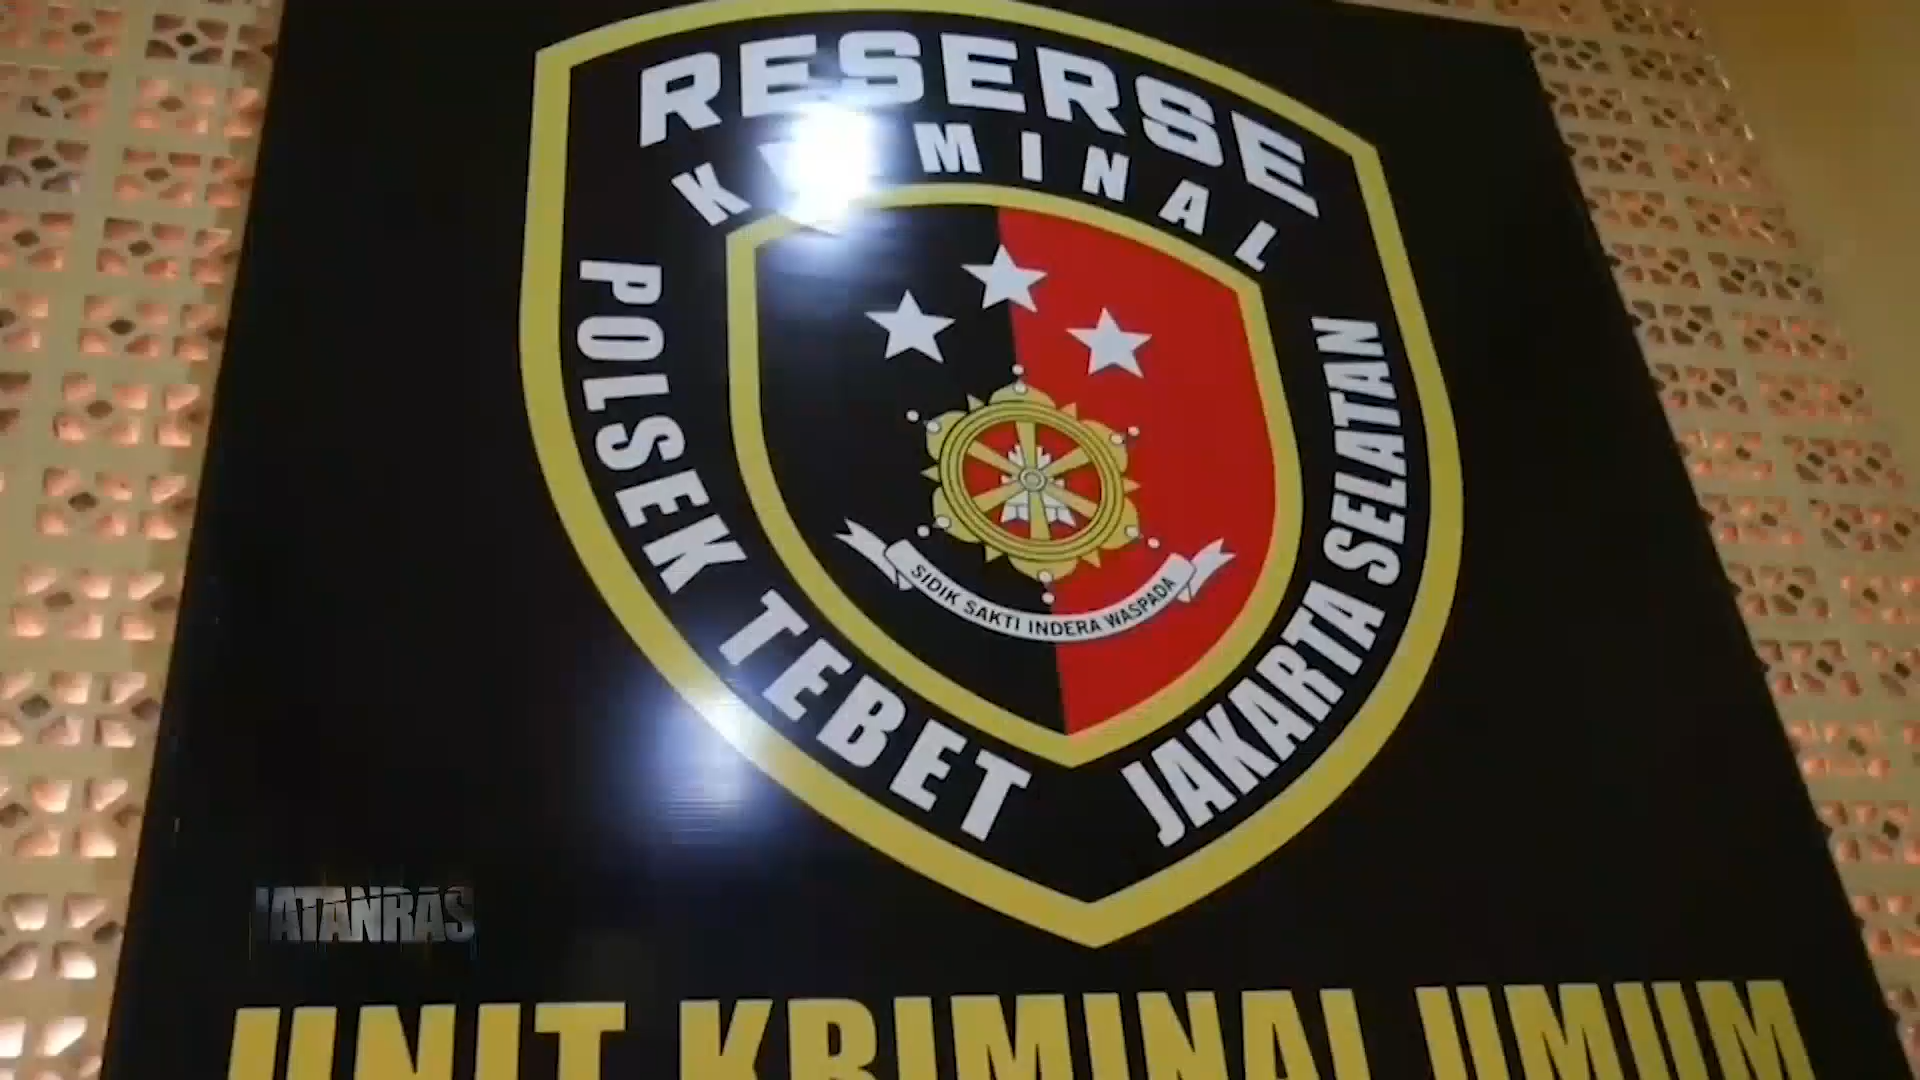 RESERSE
KRIMINAL
POLSEK TEBET
JAKARTA SELATAN
SIDIK SAKTI INDERA WASPADA
JATANRAS
UNIT KRIMINAL UMUM